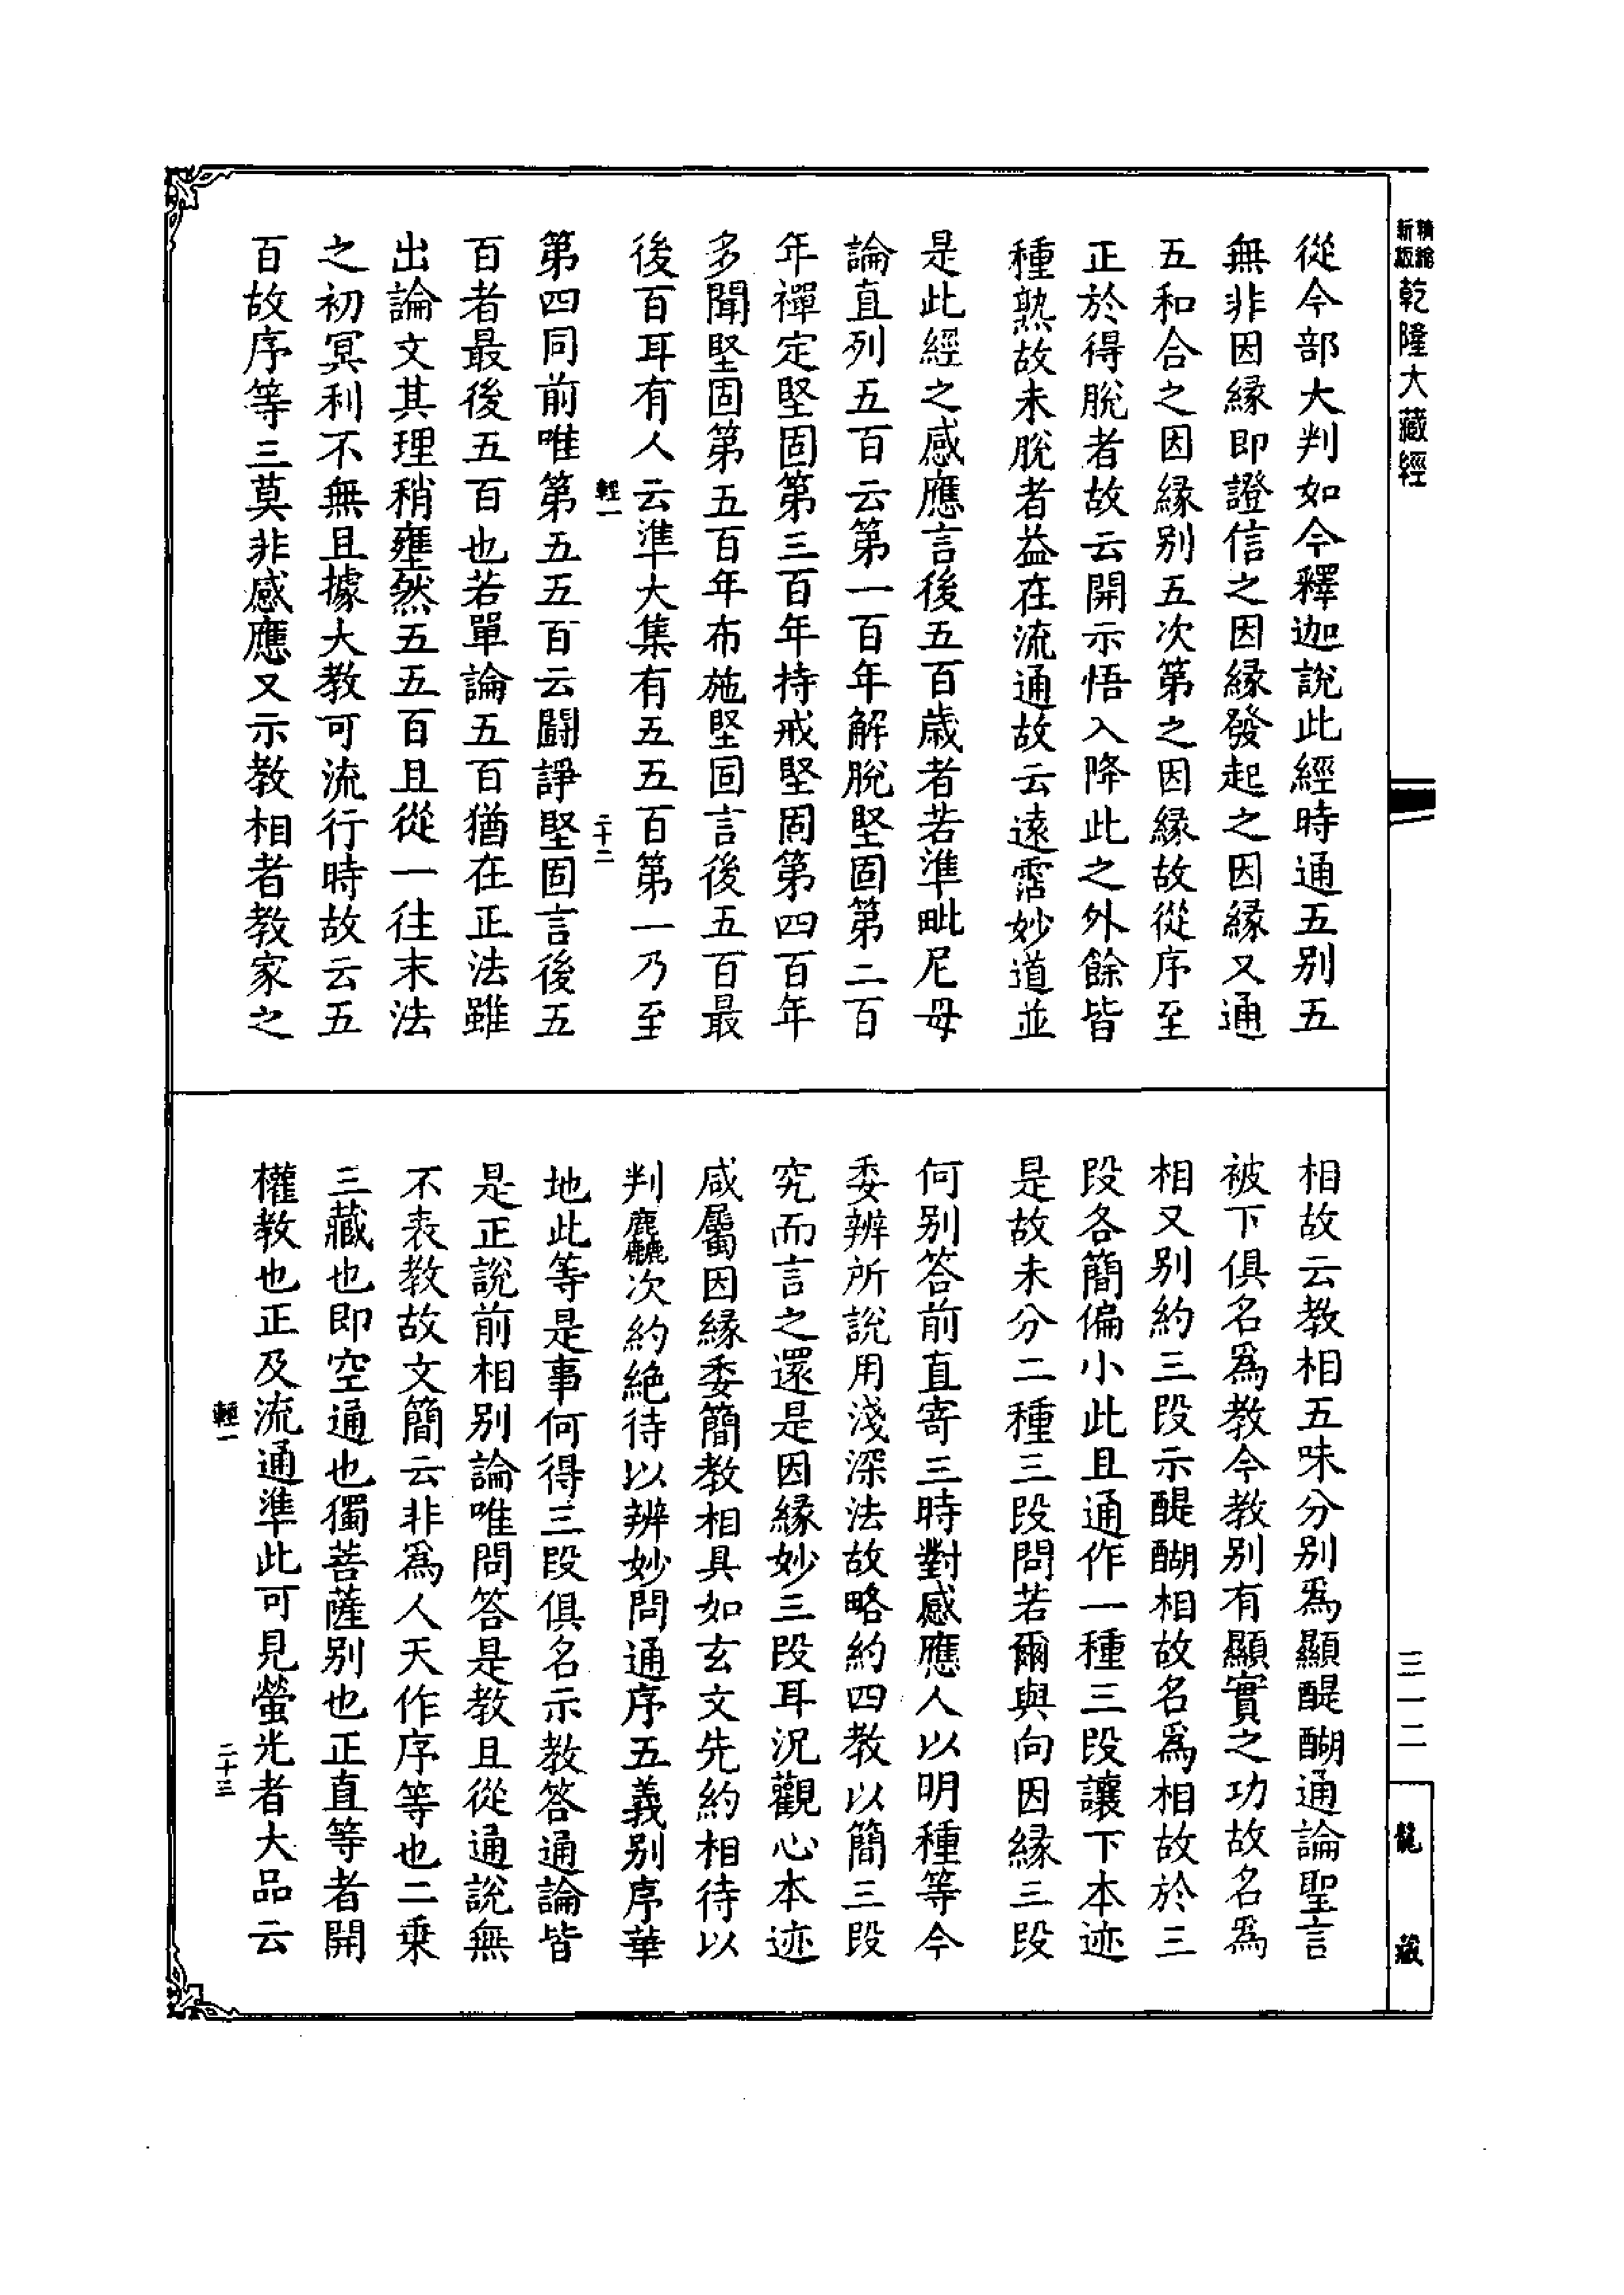 精縮新版乾隆大藏經
從今部大判如今釋迦說此經時通五别五
無非因緣即證信之因緣發起之因緣又通
五和合之因緣别五次第之因緣故從序至
正於得脫者故云開示悟入降此之外餘皆
種熟故未脫者益在流通故云遠霑妙道並
是此經之感應言後五百歲者若準毗尼母
論直列五百云第一百年解脫堅固第二百
年禪定堅固第三百年持戒堅固第四百年
多聞堅固第五百年布施堅固言後五百最
後百耳有人云準大集有五五百第一乃至
輕一
二十二
第四同前唯第五五百云鬬諍堅固言後五
百者最後五百也若單論五百猶在正法雖
出論文其理稍壅然五五百且從一往末法
之初冥利不無且據大教可流行時故云五
百故序等三莫非感應又示教相者教家之
相故云教相五味分别爲顯醍醐通論聖言
被下俱名爲教今教别有顯實之功故名爲
相又别約三段示醍醐相故名爲相故於三
段各簡偏小此且通作一種三段讓下本迹
是故未分二種三段問若爾與向因緣三段
何别答前直寄三時對感應人以明種等今
委辨所說用淺深法故略約四教以簡三段
究而言之還是因緣妙三段耳況觀心本迹
咸屬因緣委簡教相具如玄文先約相待以
判麤次約絶待以辨妙問通序五義别序華
地此等是事何得三段俱名示教答通論皆
是正說前相别論唯問答是教且從通說無
不表教故文簡云非爲人天作序等也二乗
三藏也即空通也獨菩薩别也正直等者開
權教也正及流通準此可見螢光者大品云
輕一
二十三
三一二
龍藏